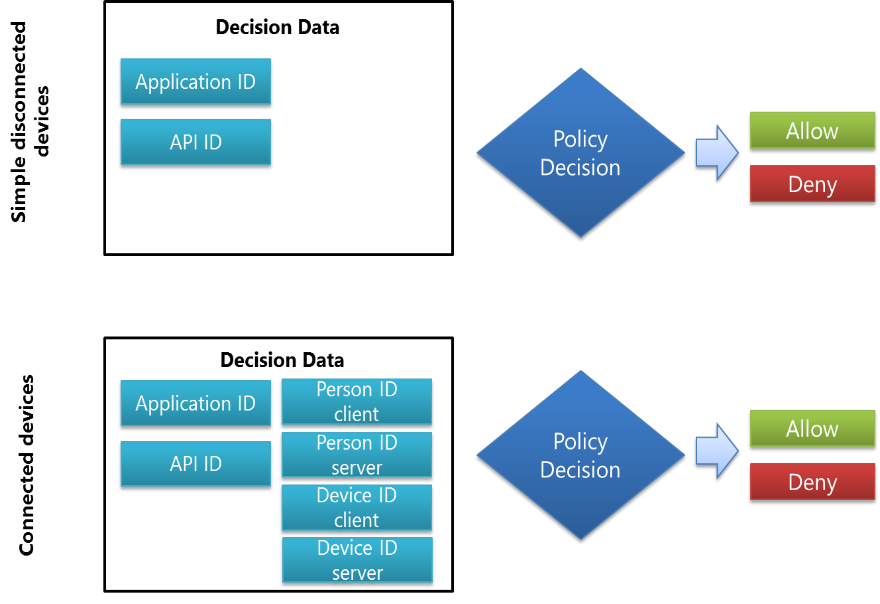 Simple disconnected
devices
Decision Data
Application ID
API ID
Policy
Decision
Allow
Deny
Connected devices
Decision Data
Application ID
API ID
Person ID
client
Person ID
server
Device ID
client
Device ID
server
Policy
Decision
Allow
Deny